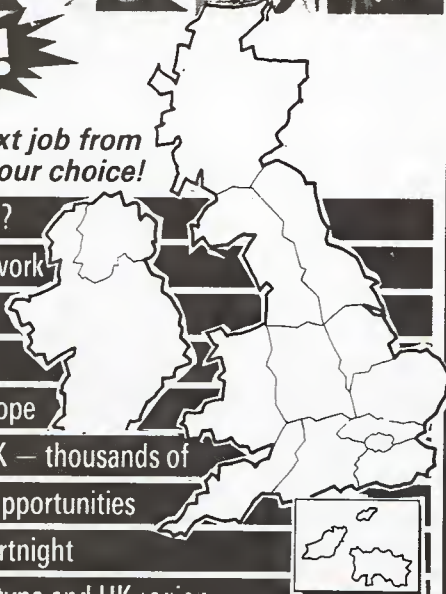 !
xt job from
our choice!
?
work
ope
K – thousands of
pportunities
rtnight